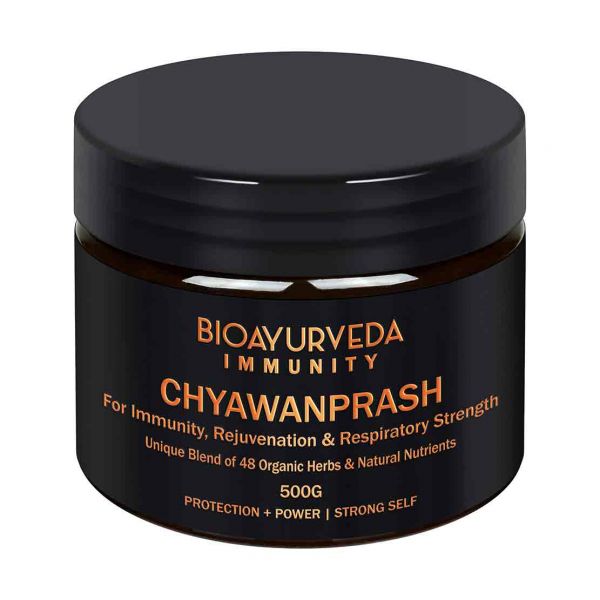 BIOAYURVEDA
IMMUNITY
CHYAWANPRASH
For Immunity, Rejuvenation & Respiratory Strength
Unique Blend of 48 Organic Herbs & Natural Nutrients
500G
PROTECTION + POWER | STRONG SELF